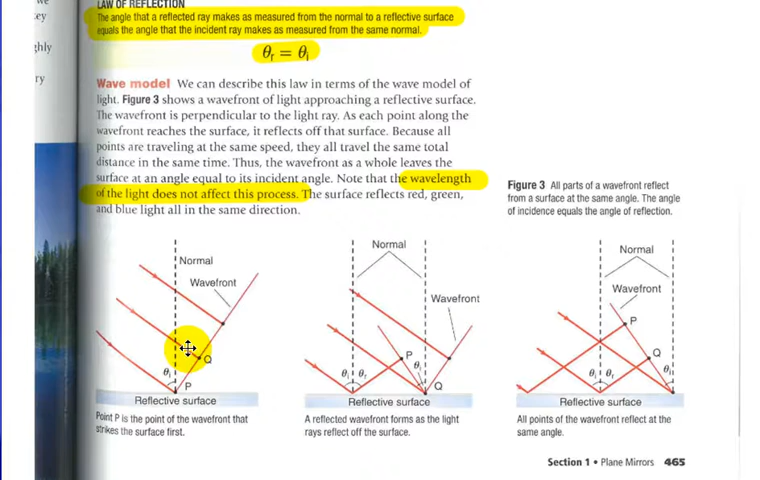 ey
ghly
ry
LAW OF REFLECTION
The angle that a reflected ray makes as measured from the normal to a reflective surface
equals the angle that the incident ray makes as measured from the same normal.
θr = θi
Wave model We can describe this law in terms of the wave model of
light. Figure 3 shows a wavefront of light approaching a reflective surface.
The wavefront is perpendicular to the light ray. As each point along the
wavefront reaches the surface, it reflects off that surface. Because all
points are traveling at the same speed, they all travel the same total
distance in the same time. Thus, the wavefront as a whole leaves the
surface at an angle equal to its incident angle. Note that the wavelength
of the light does not affect this process. The surface reflects red, green,
and blue light all in the same direction.
Figure 3 All parts of a wavefront reflect
from a surface at the same angle. The angle
of incidence equals the angle of reflection.
Normal
Wavefront
Q
θi
P
Reflective surface
Point P is the point of the wavefront that
strikes the surface first.
Normal
Wavefront
P
θi θr θi
Q
Reflective surface
A reflected wavefront forms as the light
rays reflect off the surface.
Normal
Wavefront
P
Q
θi θr θi
Reflective surface
All points of the wavefront reflect at the
same angle.
Section 1 • Plane Mirrors 465